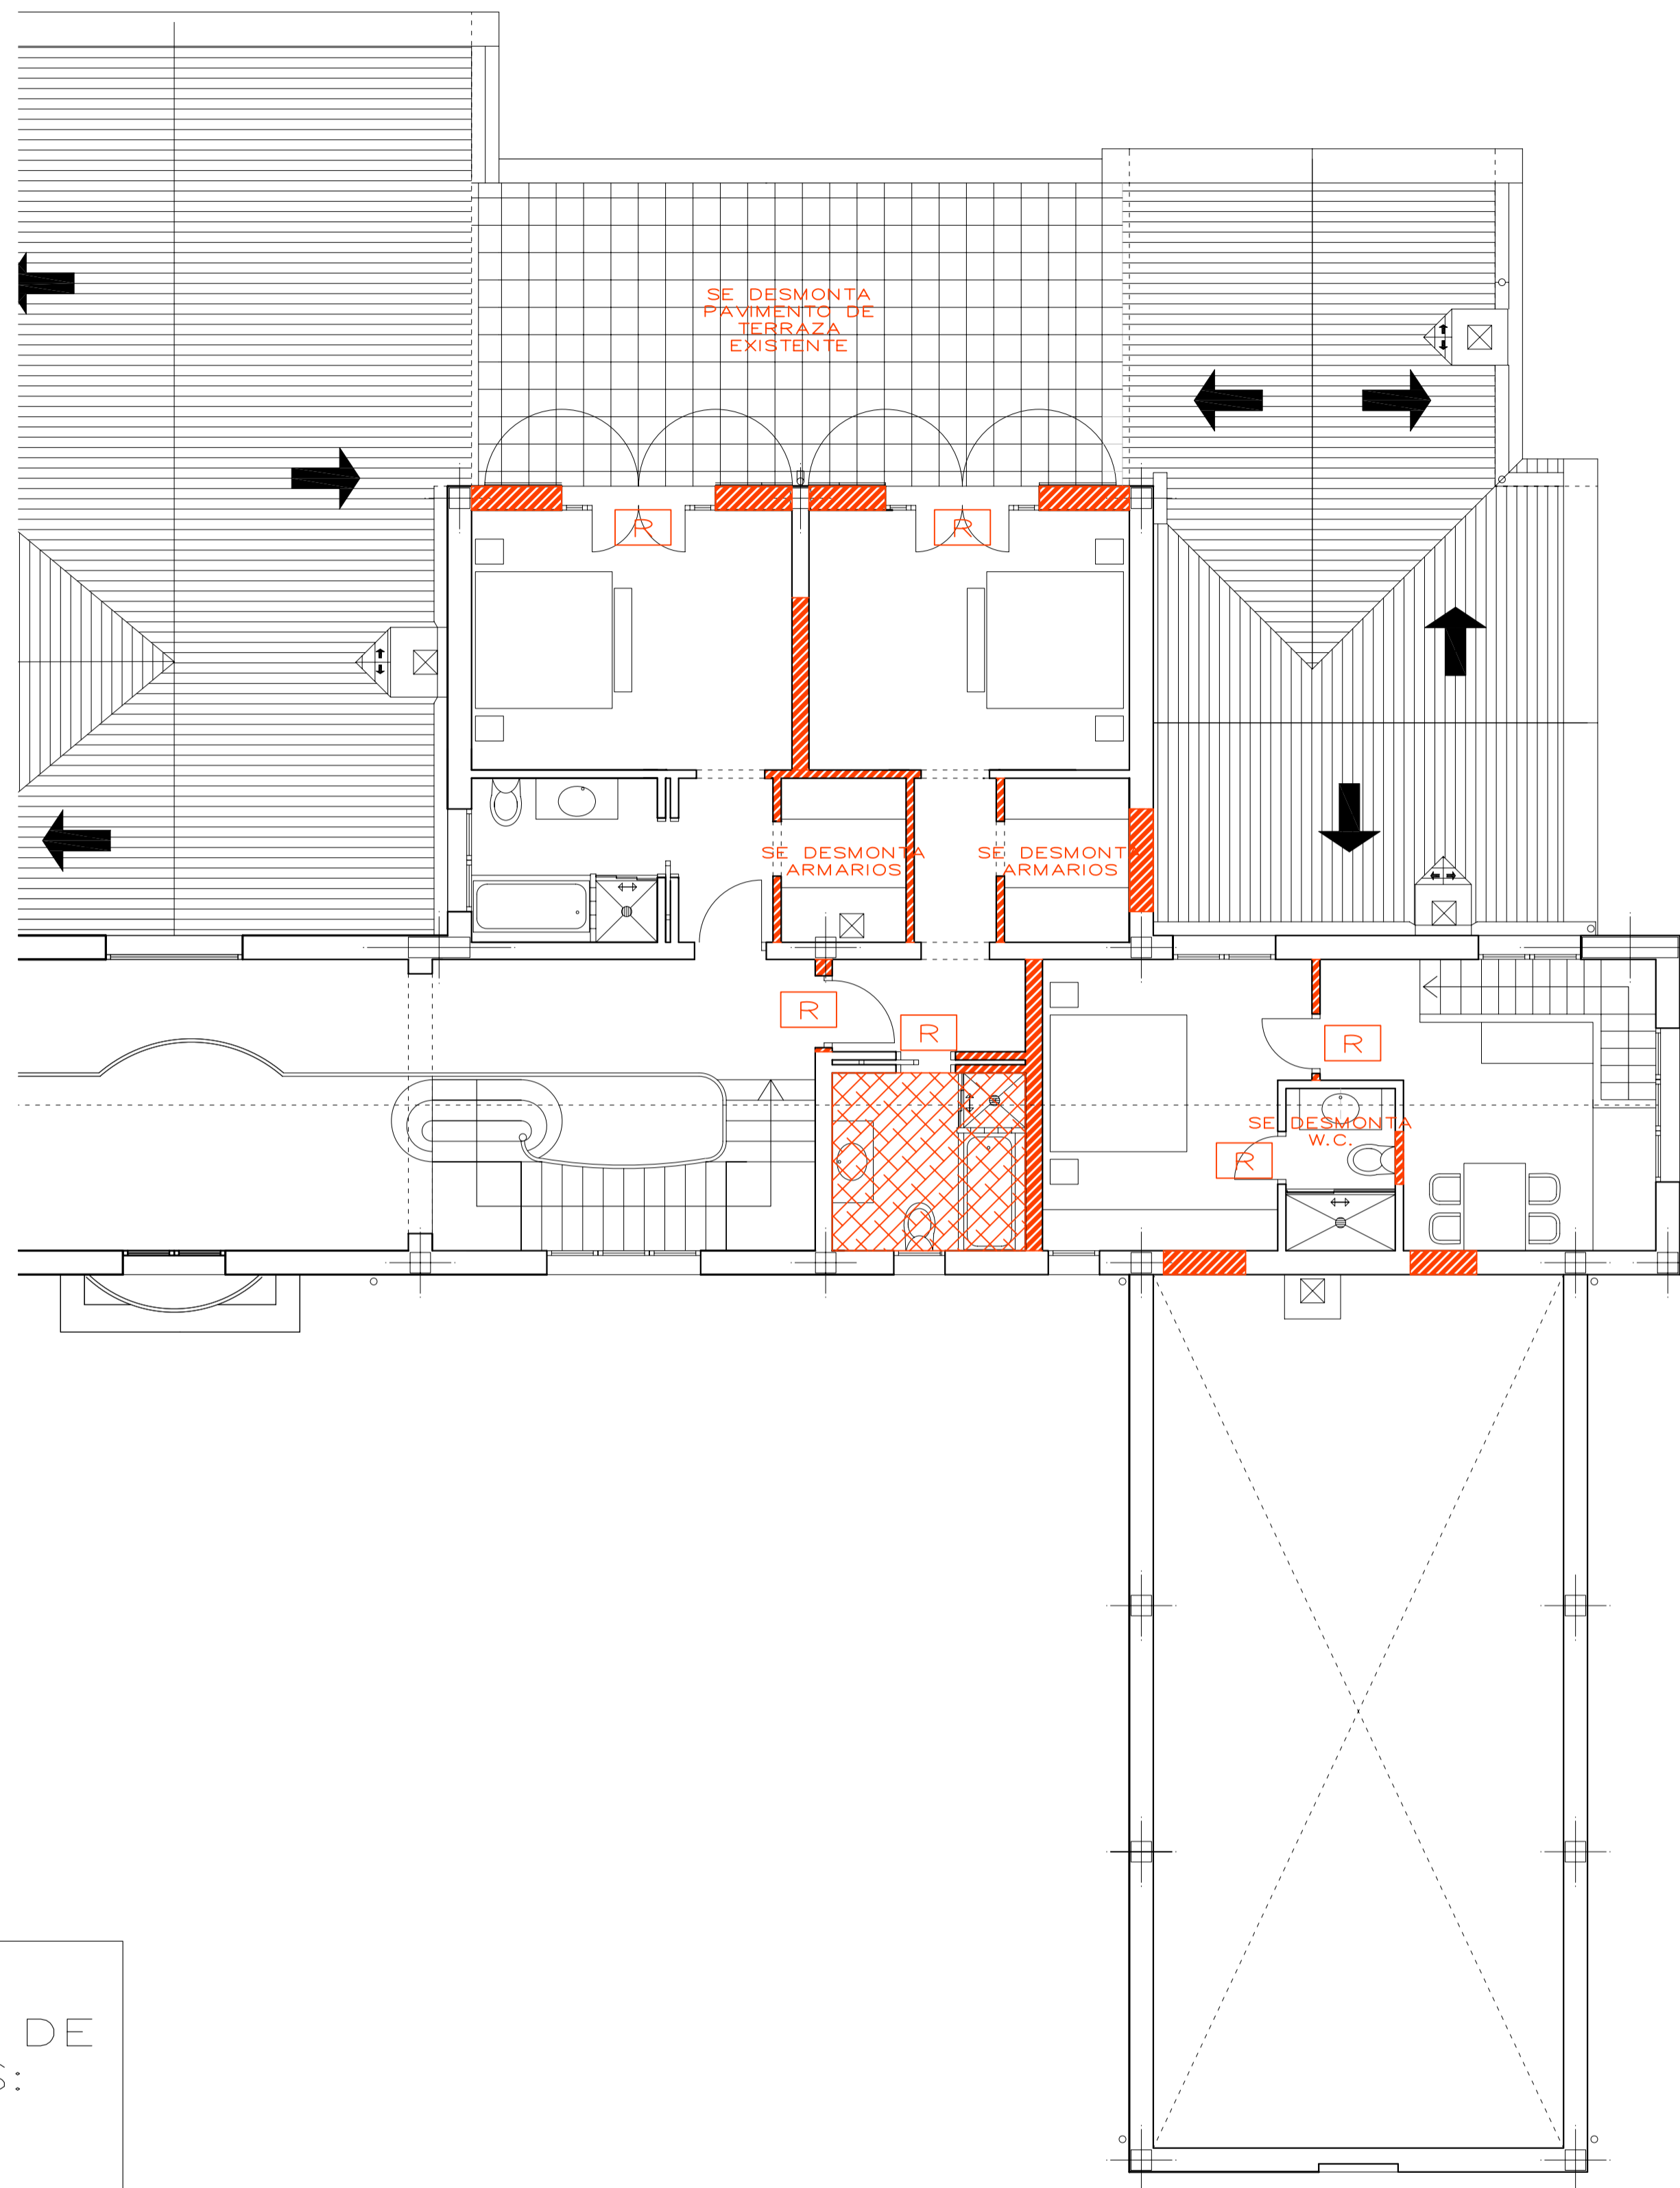 SE DESMONTA
PAVIMENTO DE
TERRAZA
EXISTENTE
R
R
SE DESMONTA
ARMARIOS
SE DESMONTA
ARMARIOS
R
R
R
SE DESMONTA
W.C.
R
DE
S: